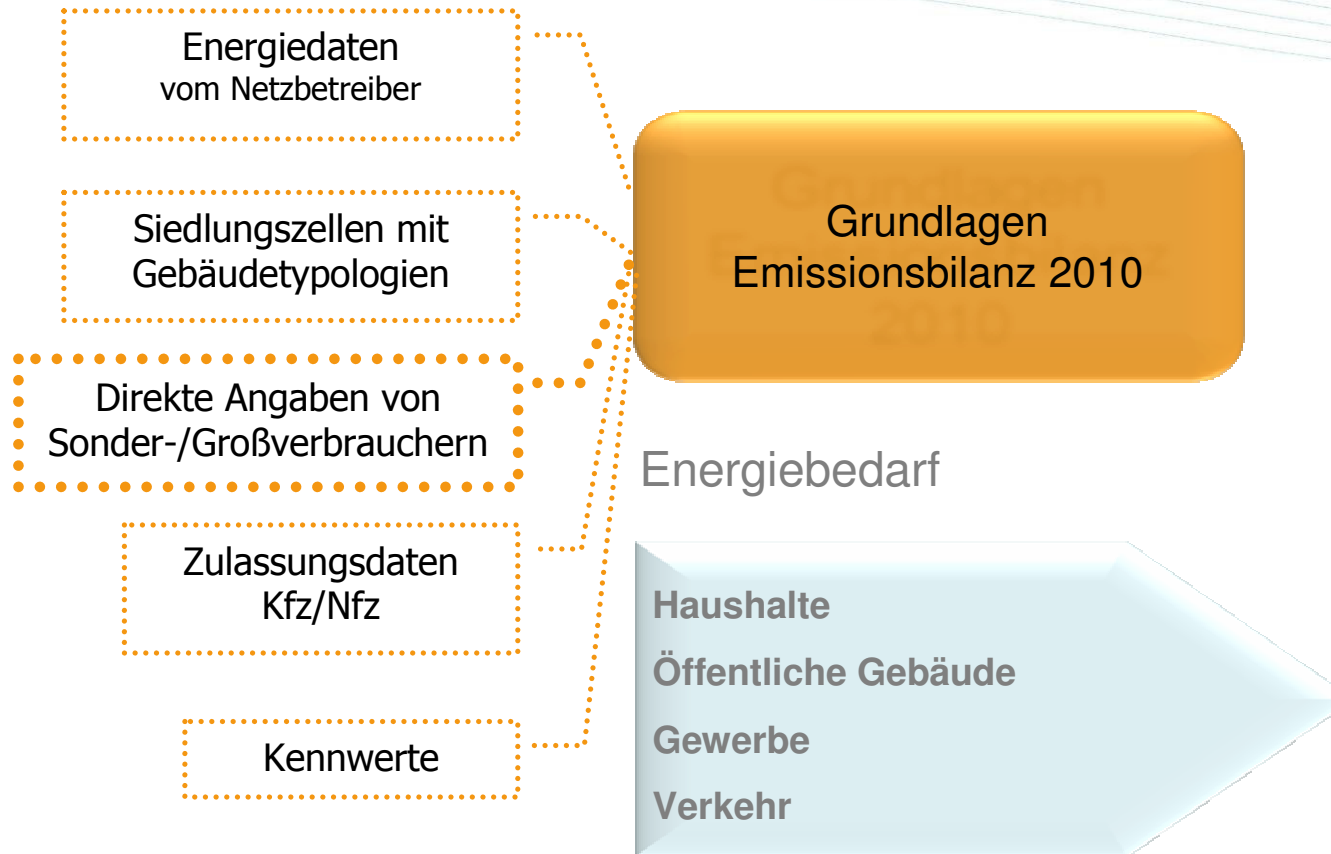 Energiedaten
vom Netzbetreiber
Siedlungszellen mit
Gebäudetypologien
Direkte Angaben von
Sonder-/Großverbrauchern
Zulassungsdaten
Kfz/Nfz
Kennwerte
Grundlagen
Emissionsbilanz 2010
Energiebedarf
Haushalte
Öffentliche Gebäude
Gewerbe
Verkehr